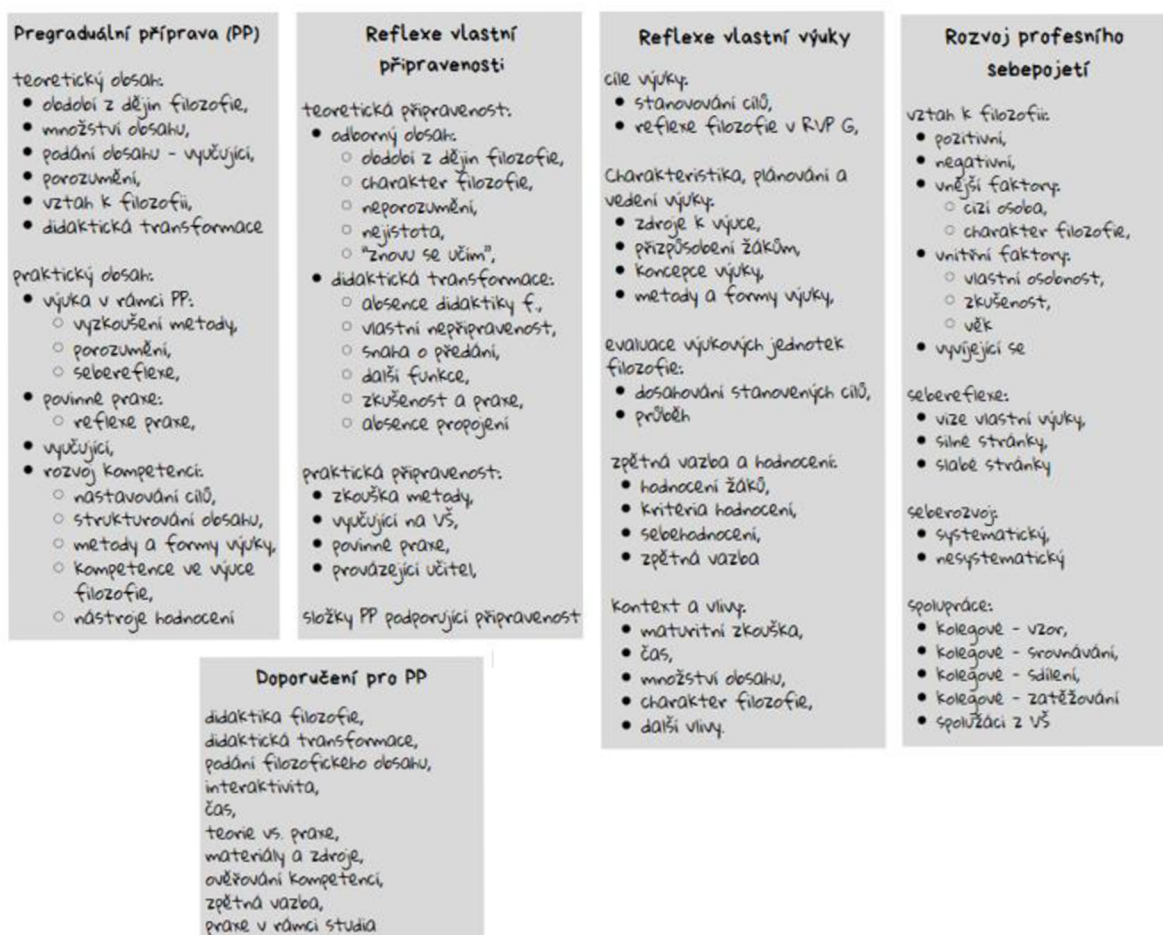 Pregraduální příprava (PP)
teoretický obsah:
● období z dějin filozofie,
● množství obsahu,
● podání obsahu - vyučující,
● porozumění,
● vztah k filozofii,
● didaktická transformace
praktický obsah:
● výuka v rámci PP:
○ vyzkoušení metody,
○ porozumění,
○ sebereflexe,
● povinné praxe:
○ reflexe praxe,
● vyučující,
● rozvoj kompetencí:
○ nastavování cílů,
○ strukturování obsahu,
○ metody a formy výuky,
○ kompetence ve výuce
filozofie,
○ nástroje hodnocení
Reflexe vlastní
připravenosti
teoretická připravenost:
● odborný obsah:
○ období z dějin filozofie,
○ charakter filozofie,
○ neporozumění,
○ nejistota,
○ "znovu se učím",
● didaktická transformace:
○ absence didaktiky f.,
○ vlastní nepřipravenost,
○ snaha o předání,
○ další funkce,
○ zkušenost a praxe,
○ absence propojení
praktická připravenost:
● zkouška metody,
● vyučující na VŠ,
● povinné praxe,
● provázející učitel,
složky PP podporující připravenost
Reflexe vlastní výuky
cíle výuky:
● stanovování cílů,
● reflexe filozofie v RVP G,
Charakteristika, plánování a
vedení výuky:
● zdroje k výuce,
● přizpůsobení žákům,
● koncepce výuky,
● metody a formy výuky,
evaluace výukových jednotek
filozofie:
● dosahování stanovených cílů,
● průběh
zpětná vazba a hodnocení:
● hodnocení žáků,
● kritéria hodnocení,
● sebehodnocení,
● zpětná vazba
kontext a vlivy:
● maturitní zkouška,
● čas,
● množství obsahu,
● charakter filozofie,
● další vlivy.
Rozvoj profesního
sebepojetí
vztah k filozofii:
● pozitivní,
● negativní,
● vnější faktory:
○ cizí osoba,
○ charakter filozofie,
● vnitřní faktory:
○ vlastní osobnost,
○ zkušenost,
○ věk
● vyvíjející se
sebereflexe:
● vize vlastní výuky,
● silné stránky,
● slabé stránky
seberozvoj:
● systematický,
● nesystematický
spolupráce:
● kolegové - vzor,
● kolegové - srovnávání,
● kolegové - sdílení,
● kolegové - zatěžování
● spolužáci z VŠ
Doporučení pro PP
didaktika filozofie,
didaktická transformace,
podání filozofického obsahu,
interaktivita,
čas,
teorie vs. praxe,
materiály a zdroje,
ověřování kompetencí,
zpětná vazba,
praxe v rámci studia